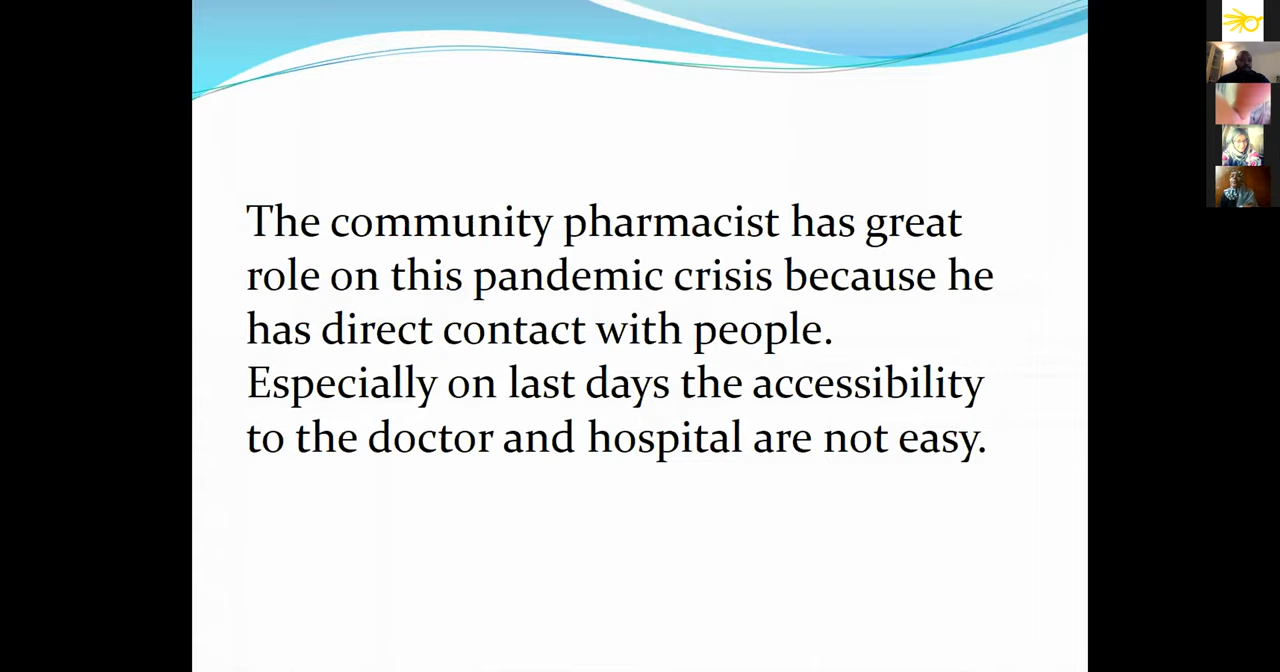 The community pharmacist has great
role on this pandemic crisis because he
has direct contact with people.
Especially on last days the accessibility
to the doctor and hospital are not easy.